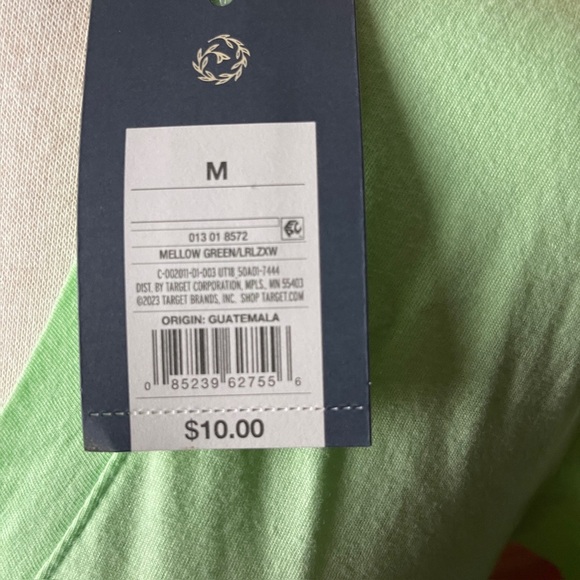 M
013 01 8572
MELLOW GREEN/LRLZXW
C-002011-01-003 UT18 50A01-7444
DIST. BY TARGET CORPORATION, MPLS., MN 55403
©2023 TARGET BRANDS, INC. SHOP TARGET.COM
ORIGIN: GUATEMALA
0 85239 62755 6
$10.00